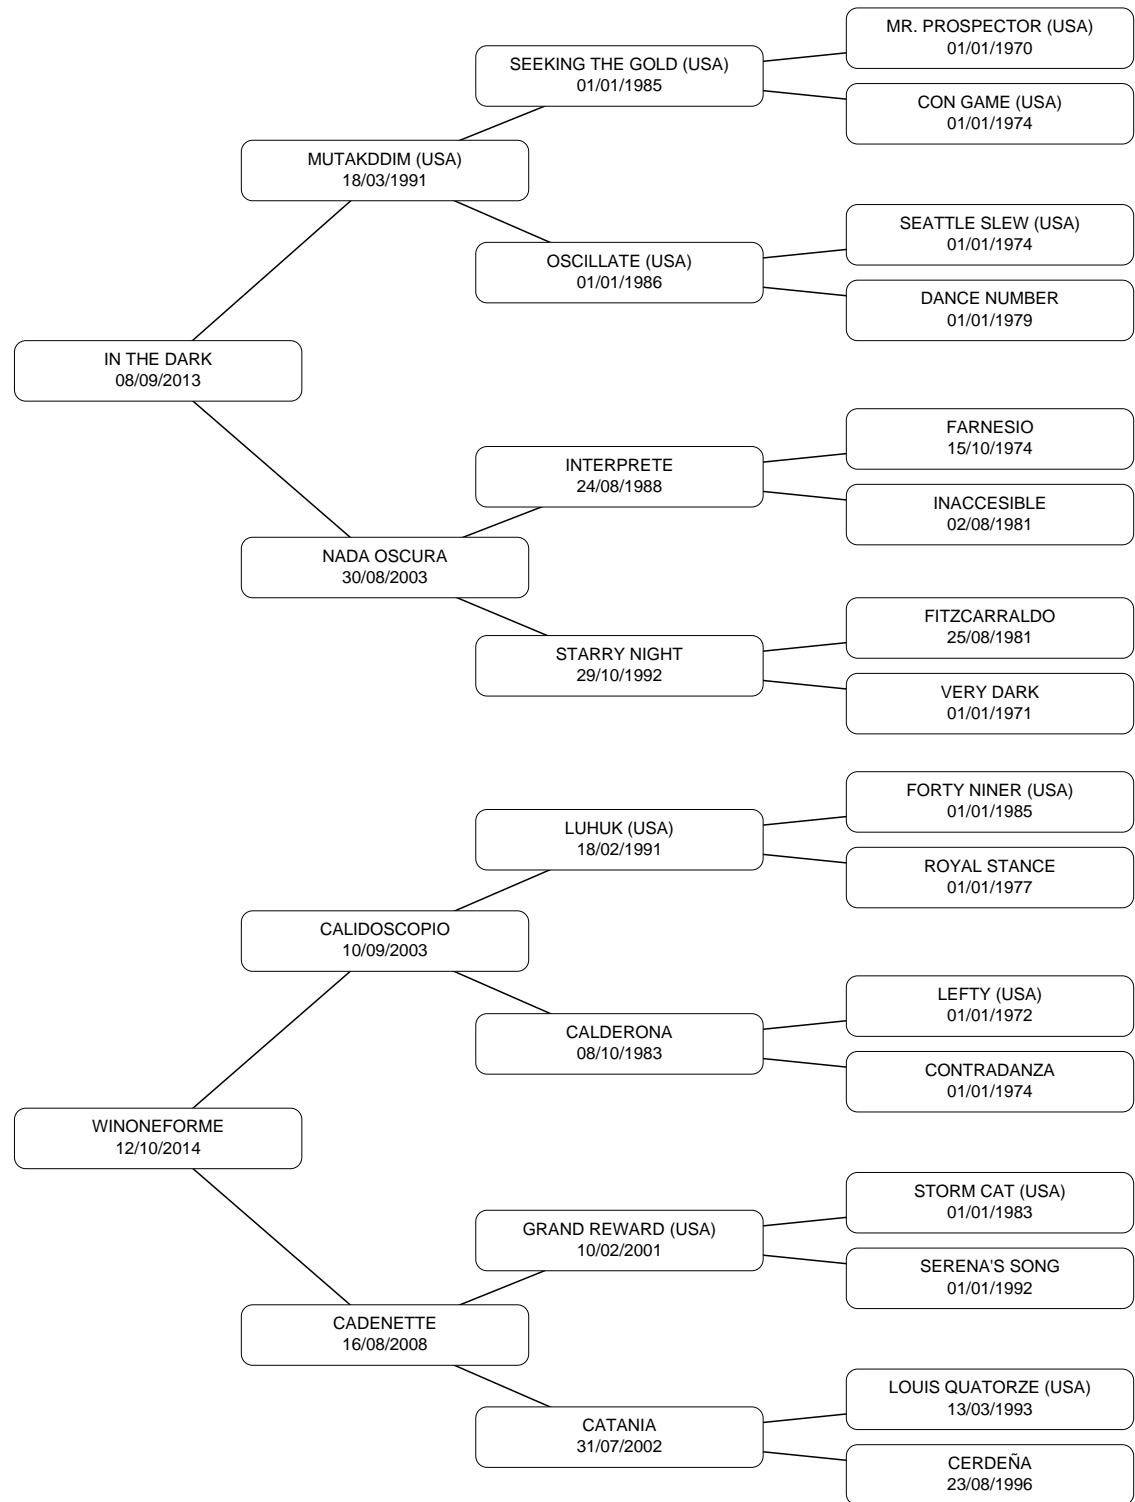 MR. PROSPECTOR (USA)
01/01/1970
SEEKING THE GOLD (USA)
01/01/1985
CON GAME (USA)
01/01/1974
MUTAKDDIM (USA)
18/03/1991
SEATTLE SLEW (USA)
01/01/1974
OSCILLATE (USA)
01/01/1986
DANCE NUMBER
01/01/1979
IN THE DARK
08/09/2013
FARNESIO
15/10/1974
INTERPRETE
24/08/1988
INACCESIBLE
02/08/1981
NADA OSCURA
30/08/2003
FITZCARRALDO
25/08/1981
STARRY NIGHT
29/10/1992
VERY DARK
01/01/1971
FORTY NINER (USA)
01/01/1985
LUHUK (USA)
18/02/1991
ROYAL STANCE
01/01/1977
CALIDOSCOPIO
10/09/2003
LEFTY (USA)
01/01/1972
CALDERONA
08/10/1983
CONTRADANZA
01/01/1974
WINONEFORME
12/10/2014
STORM CAT (USA)
01/01/1983
GRAND REWARD (USA)
10/02/2001
SERENA'S SONG
01/01/1992
CADENETTE
16/08/2008
LOUIS QUATORZE (USA)
13/03/1993
CATANIA
31/07/2002
CERDEÑA
23/08/1996